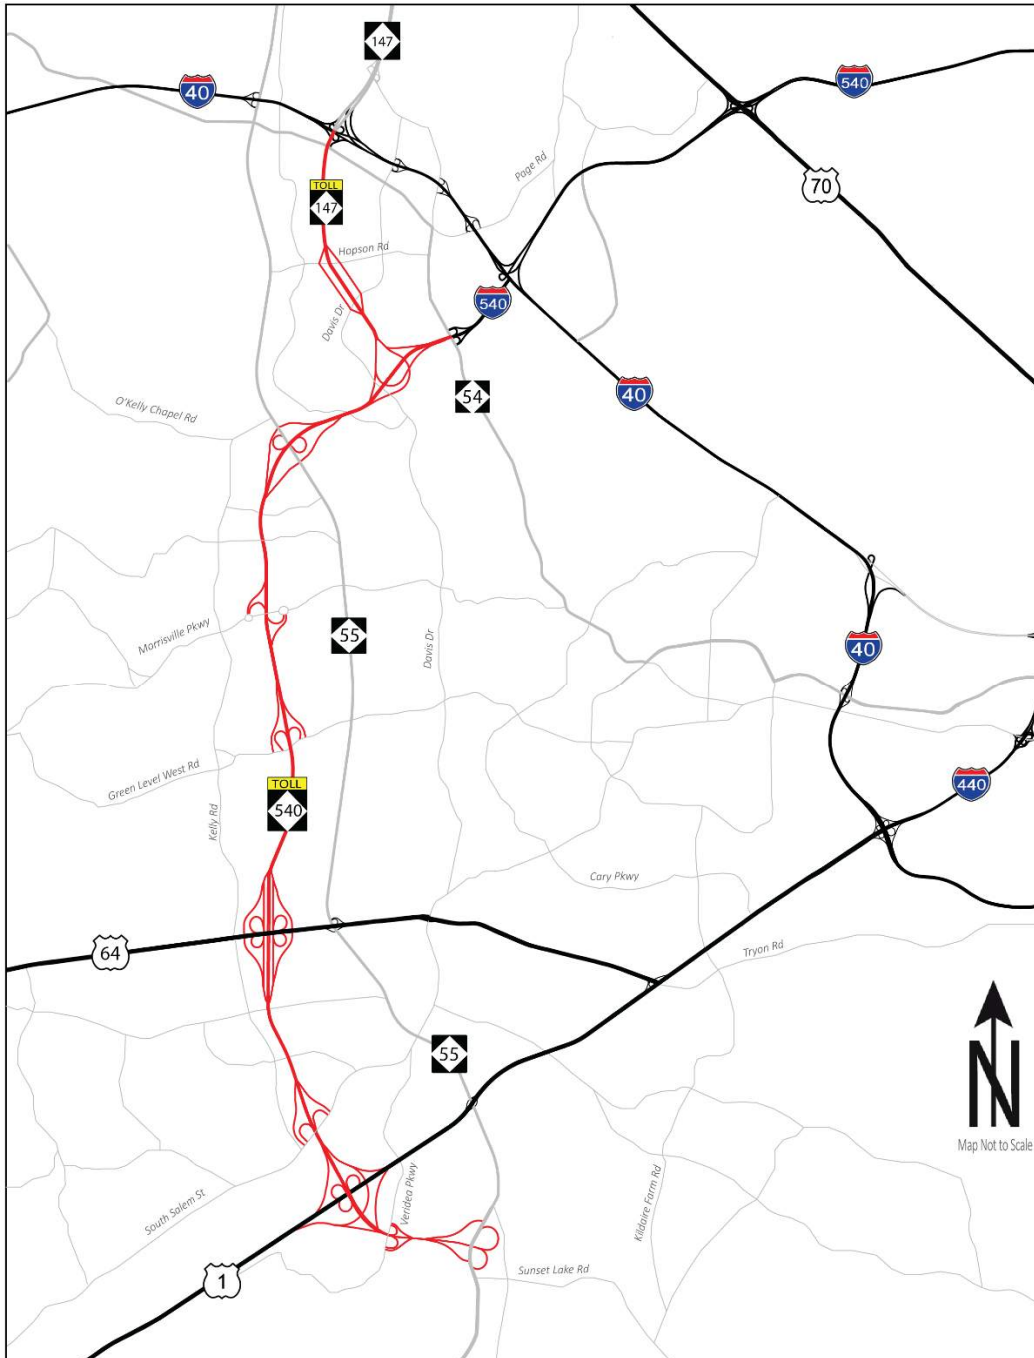 147
40
540
TOLL
147
Page Rd
70
Hopson Rd
540
Davis Dr
40
54
O'Kelly Chapel Rd
55
Morrisville Pkwy
Davis Dr
40
Green Level West Rd
TOLL
540
Kelly Rd
440
Cary Pkwy
64
Tryon Rd
55
N
Map Not to Scale
South Salem St
Veridea Pkwy
Kildaire Farm Rd
1
Sunset Lake Rd